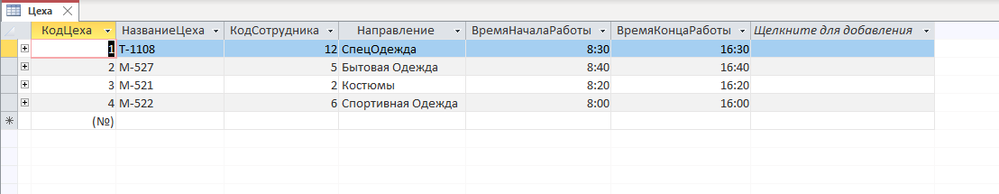 Цеха
КодЦеха НазваниеЦеха КодСотрудника Направление ВремяНачалаРаботы ВремяКонцаРаботы Щелкните для добавления
1 Т-1108 12 СпецОдежда 8:30 16:30
2 М-527 5 Бытовая Одежда 8:40 16:40
3 М-521 2 Костюмы 8:20 16:20
4 М-522 6 Спортивная Одежда 8:00 16:00
(№)